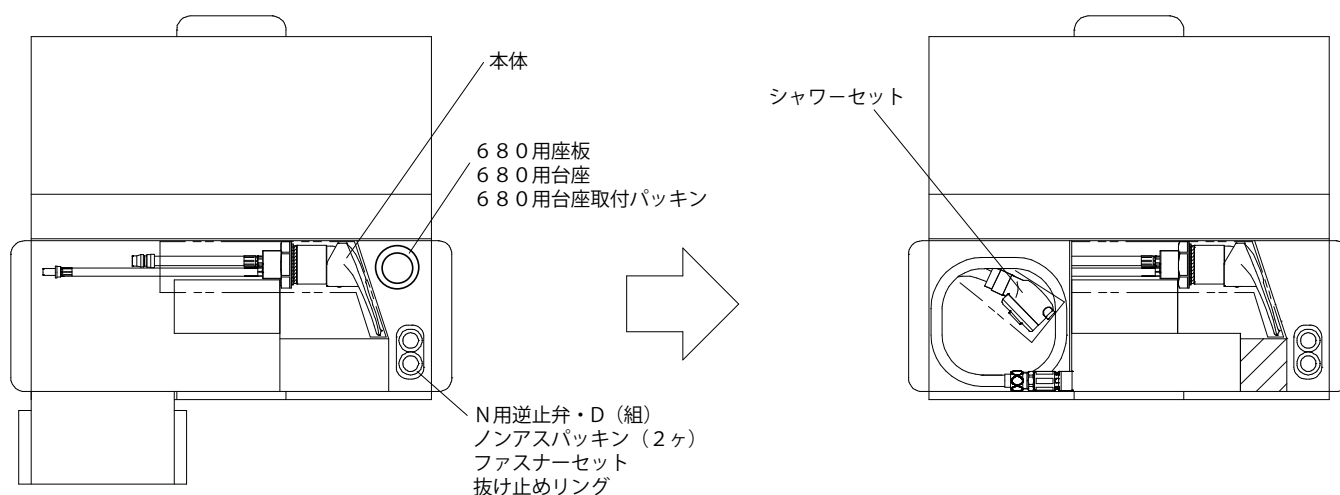 本体
６８０用座板
６８０用台座
６８０用台座取付パッキン
Ｎ用逆止弁・Ｄ（組）
ノンアスパッキン（２ヶ）
ファスナーセット
抜け止めリング
シャワーセット